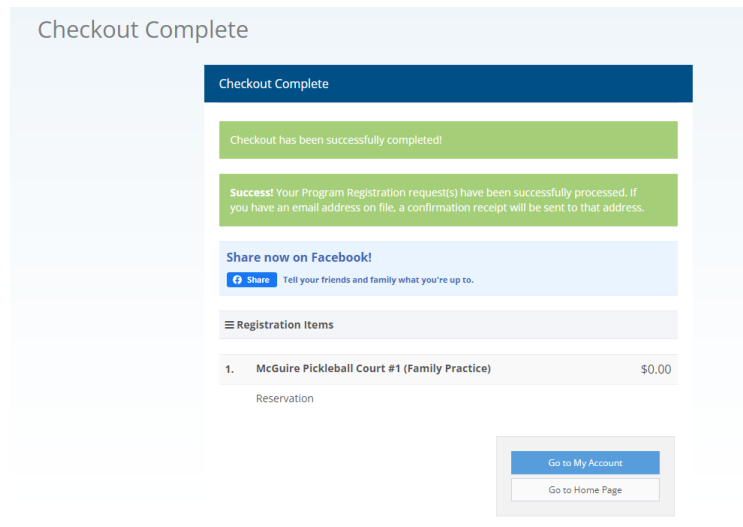 Checkout Complete
Checkout Complete
Checkout has been successfully completed!
Success! Your Program Registration request(s) have been successfully processed. If
you have an email address on file, a confirmation receipt will be sent to that address.
Share now on Facebook!
Share Tell your friends and family what you're up to.
Registration Items
1. McGuire Pickleball Court #1 (Family Practice) $0.00
Reservation
Go to My Account
Go to Home Page